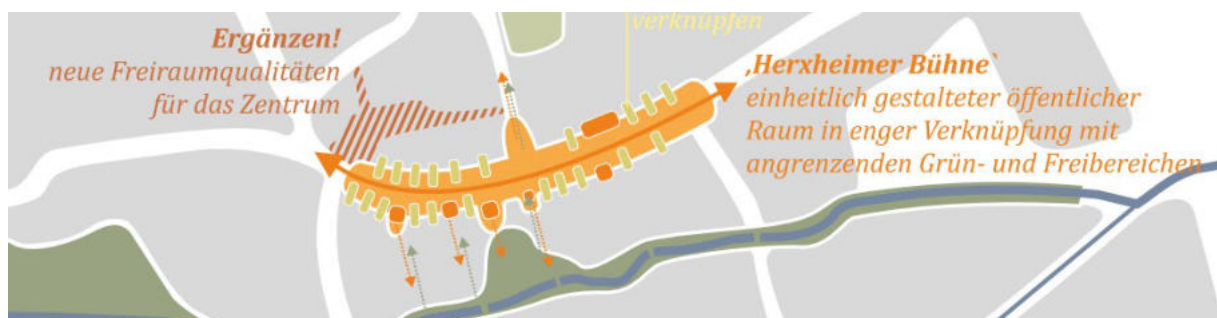 verknüpfen
Ergänzen!
neue Freiraumqualitäten
für das Zentrum
‚Herxheimer Bühne`
einheitlich gestalteter öffentlicher
Raum in enger Verknüpfung mit
angrenzenden Grün- und Freibereichen